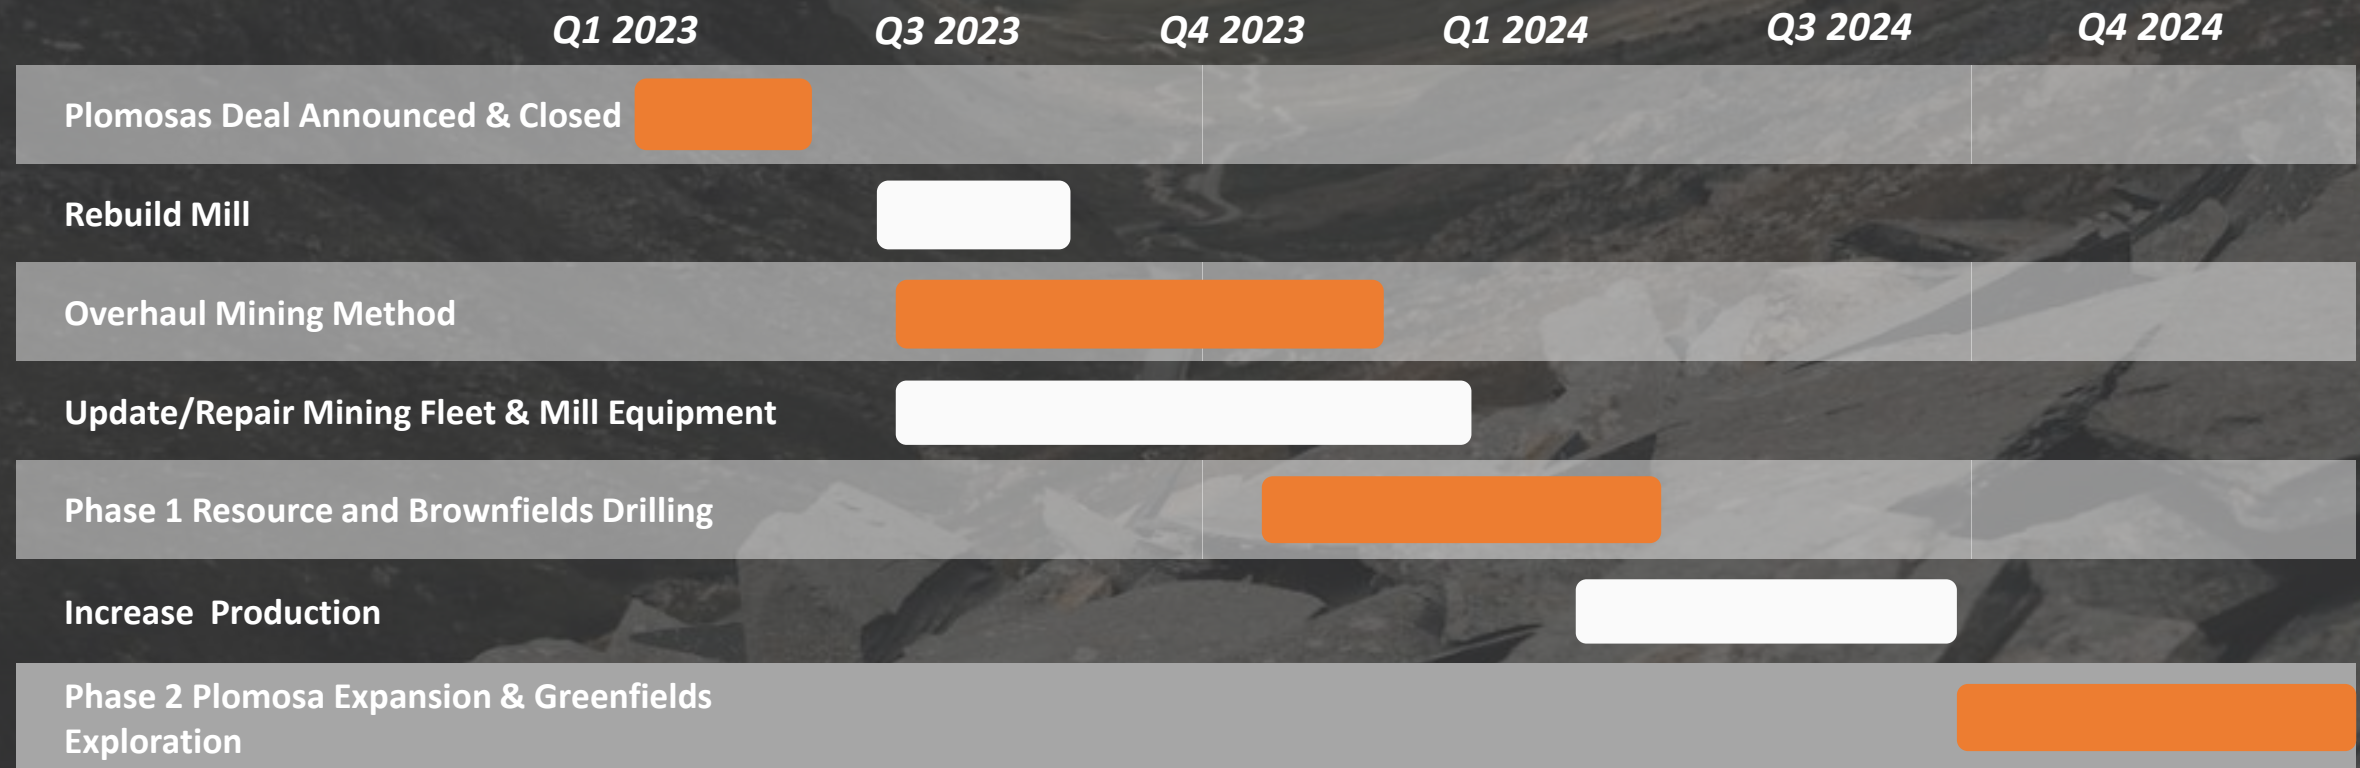 Q1 2023 Q3 2023 Q4 2023 Q1 2024 Q3 2024 Q4 2024
Plomosas Deal Announced & Closed
Rebuild Mill
Overhaul Mining Method
Update/Repair Mining Fleet & Mill Equipment
Phase 1 Resource and Brownfields Drilling
Increase  Production
Phase 2 Plomosa Expansion & Greenfields
Exploration